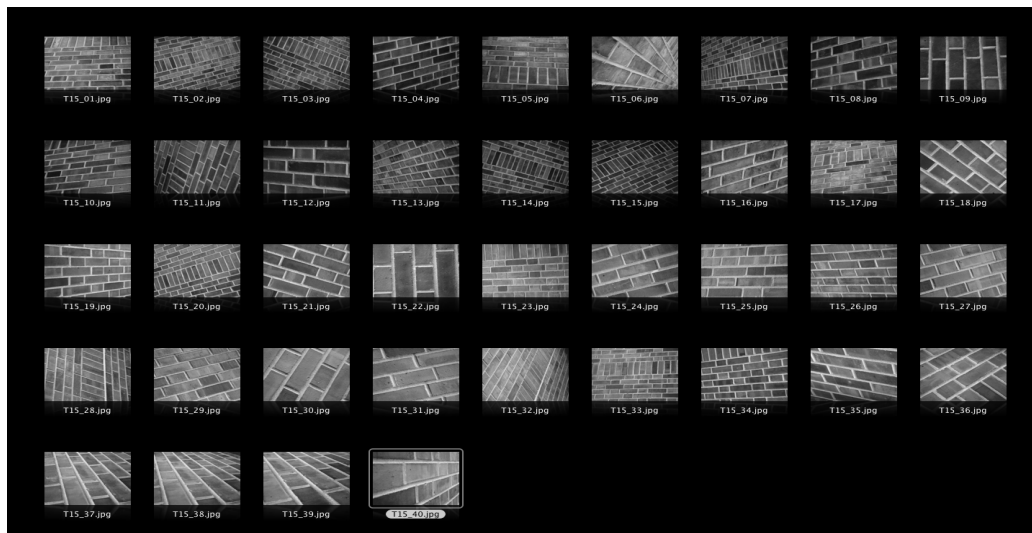 T15_01.jpg T15_02.jpg T15_03.jpg T15_04.jpg T15_05.jpg T15_06.jpg T15_07.jpg T15_08.jpg T15_09.jpg
T15_10.jpg T15_11.jpg T15_12.jpg T15_13.jpg T15_14.jpg T15_15.jpg T15_16.jpg T15_17.jpg T15_18.jpg
T15_19.jpg T15_20.jpg T15_21.jpg T15_22.jpg T15_23.jpg T15_24.jpg T15_25.jpg T15_26.jpg T15_27.jpg
T15_28.jpg T15_29.jpg T15_30.jpg T15_31.jpg T15_32.jpg T15_33.jpg T15_34.jpg T15_35.jpg T15_36.jpg
T15_37.jpg T15_38.jpg T15_39.jpg T15_40.jpg